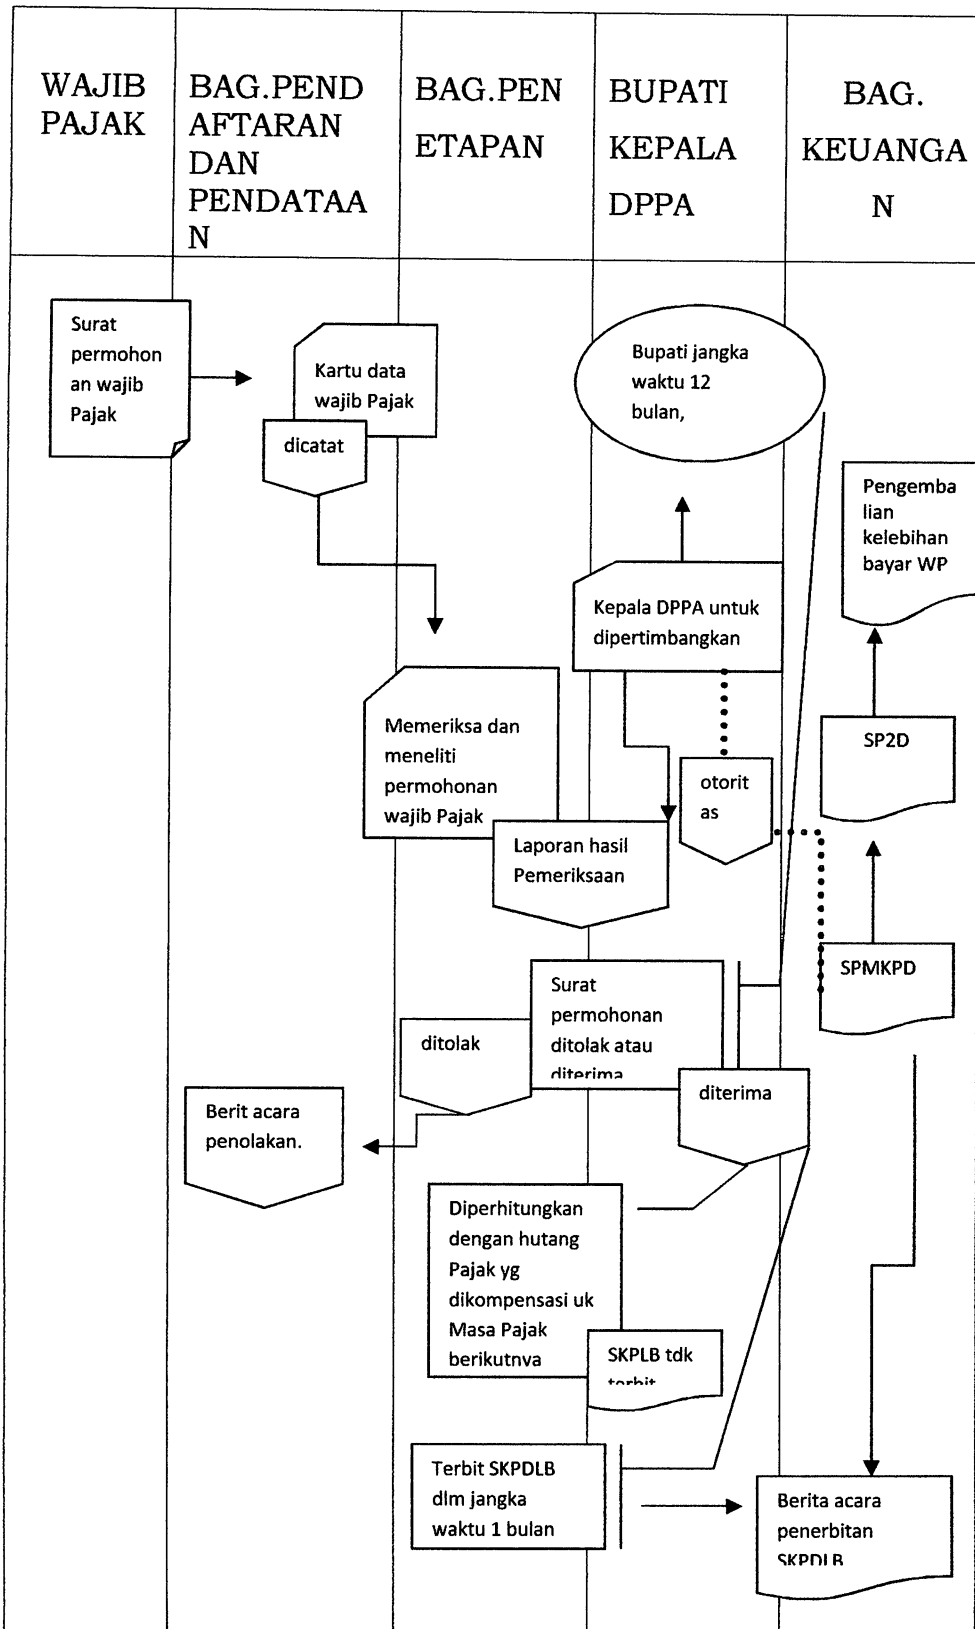 WAJIB
PAJAK
BAG.PEND
AFTARAN
DAN
PENDATAA
N
BAG.PEN
ETAPAN
BUPATI
KEPALA
DPPA
BAG.
KEUANGA
N
Surat
permohon
an wajib
Pajak
Kartu data
wajib Pajak
dicatat
Bupati jangka
waktu 12
bulan,
Pengemba
lian
kelebihan
bayar WP
Kepala DPPA untuk
dipertimbangkan
Memeriksa dan
meneliti
permohonan
wajib Pajak
SP2D
otorit
as
Laporan hasil
Pemeriksaan
SPMKPD
Surat
permohonan
ditolak atau
diterima
ditolak
diterima
Berit acara
penolakan.
Diperhitungkan
dengan hutang
Pajak yg
dikompensasi uk
Masa Pajak
berikutnya
SKPLB tdk
terbit
Terbit SKPDLB
dlm jangka
waktu 1 bulan
Berita acara
penerbitan
SKPDLB